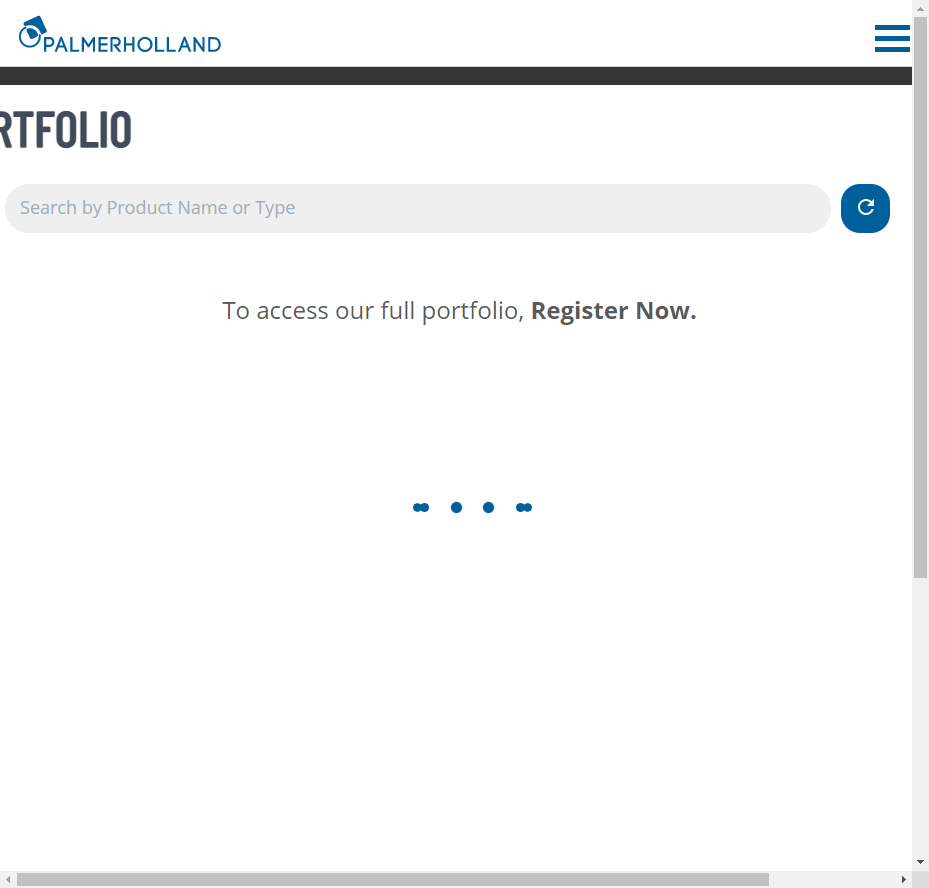 PALMERHOLLAND
RTFOLIO
Search by Product Name or Type
To access our full portfolio, Register Now.